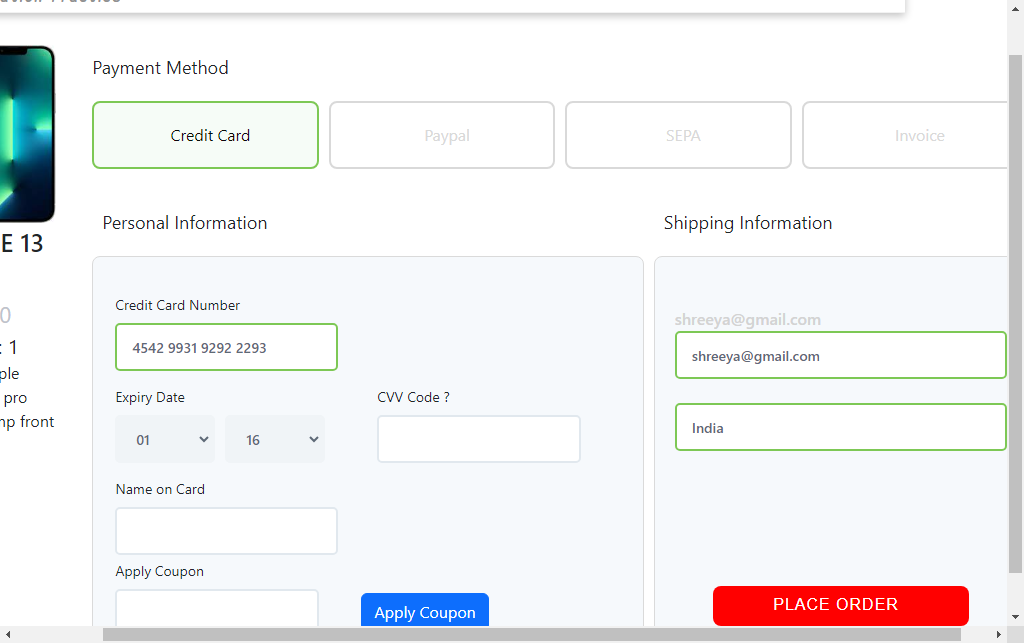 Payment Method
Credit Card
Paypal
SEPA
Invoice
E 13
0
: 1
ple
pro
mp front
Personal Information
Credit Card Number
4542 9931 9292 2293
Expiry Date
CVV Code ?
01
16
Name on Card
Apply Coupon
Apply Coupon
Shipping Information
shreeya@gmail.com
shreeya@gmail.com
India
PLACE ORDER